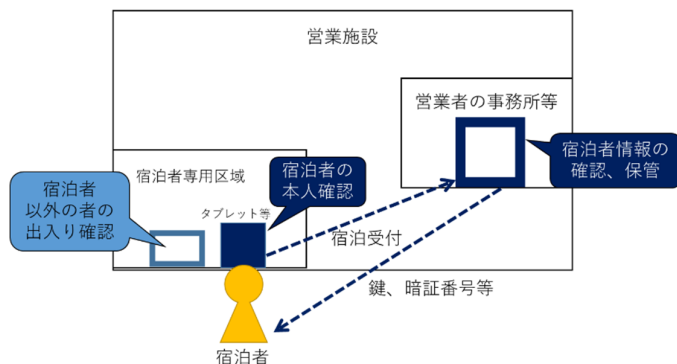 営業施設
営業者の事務所等
宿泊者情報の
確認、保管
宿泊者専用区域
宿泊者の
本人確認
宿泊者
以外の者の
出入り確認
タブレット等
宿泊受付
鍵、暗証番号等
宿泊者